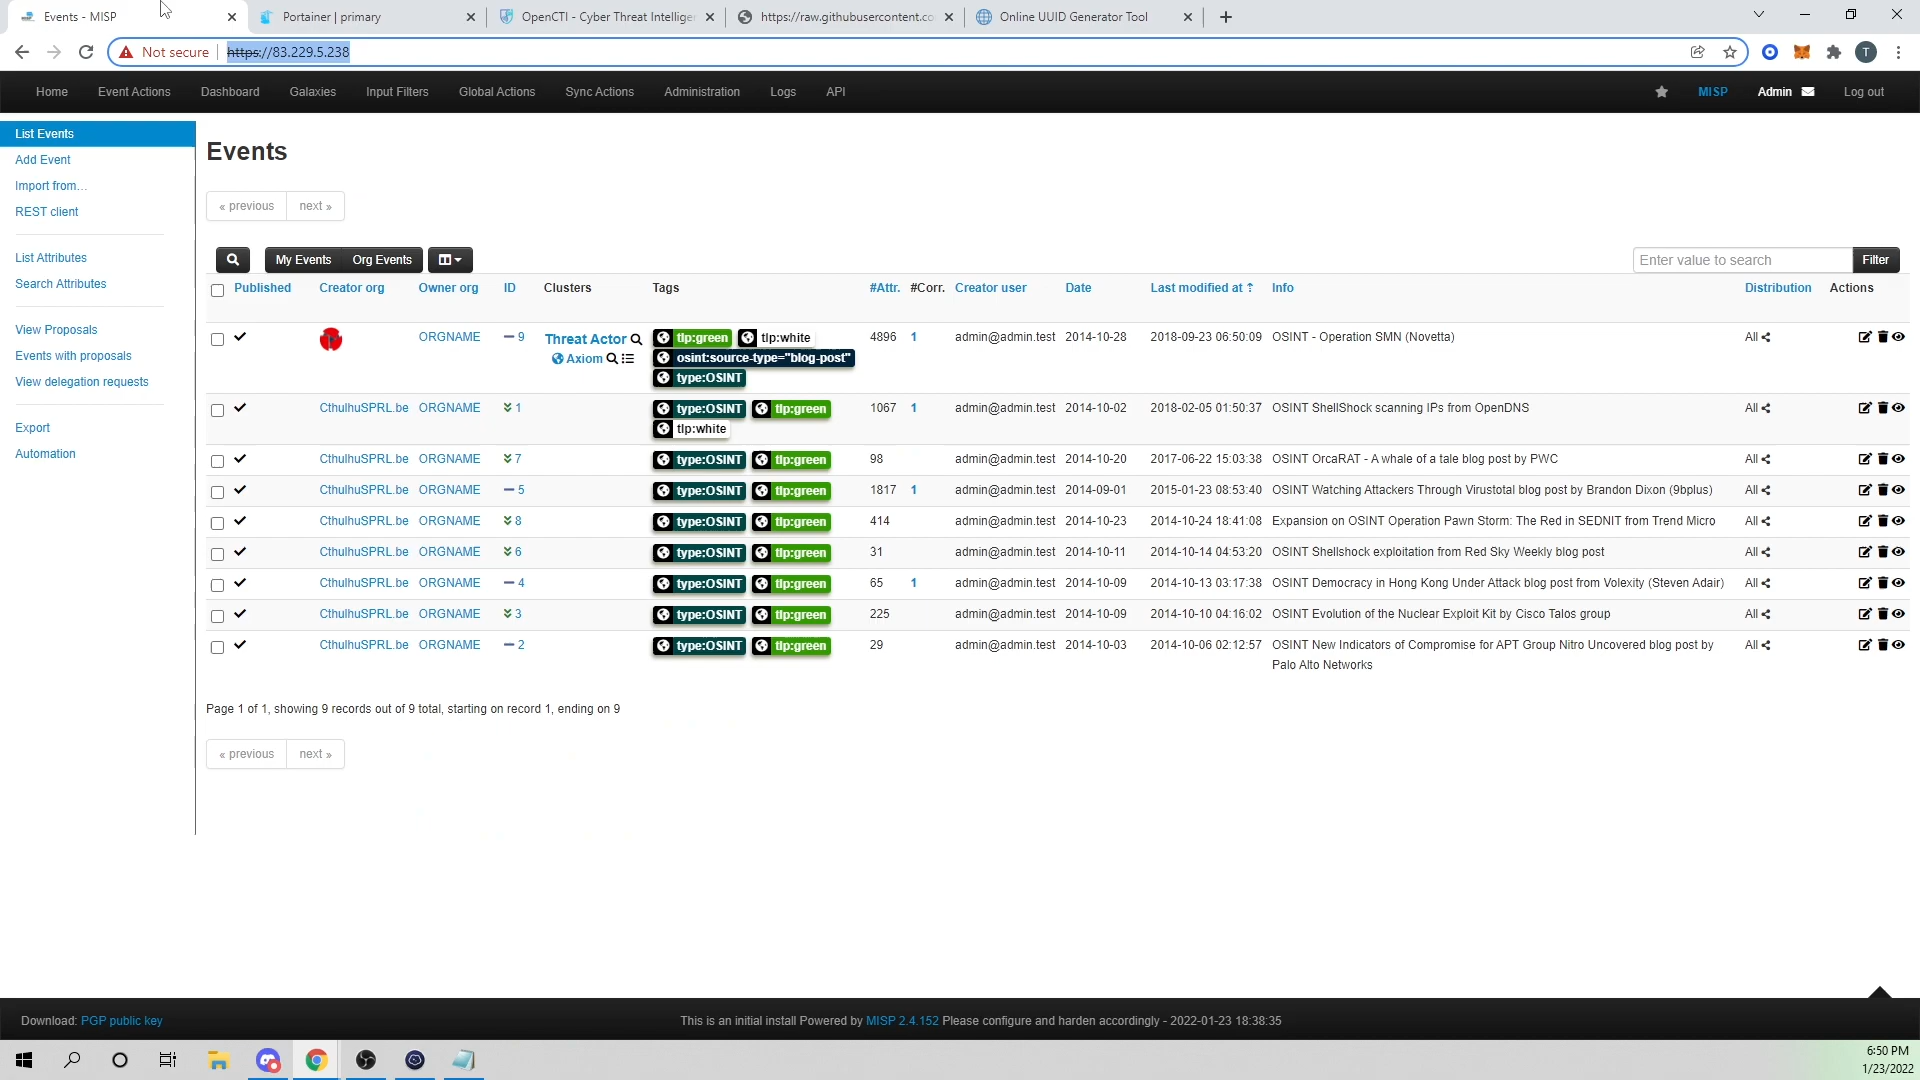 Events - MISP
Portainer | primary
OpenCTI - Cyber Threat Intelliger
https://raw.githubusercontent.co
Online UUID Generator Tool
Not secure
https://83.229.5.238
T
Home Event Actions Dashboard Galaxies Input Filters Global Actions Sync Actions Administration Logs API MISP Admin Log out
List Events
Add Event
Import from…
REST client
List Attributes
Search Attributes
View Proposals
Events with proposals
View delegation requests
Export
Automation
Events
« previous next »
My Events Org Events
Enter value to search Filter
Published Creator org Owner org ID Clusters Tags #Attr. #Corr. Creator user Date Last modified at Info Distribution Actions
ORGNAME 9 Threat Actor tlp:green tlp:white 4896 1 admin@admin.test 2014-10-28 2018-09-23 06:50:09 OSINT - Operation SMN (Novetta) All
Axiom osint:source-type="blog-post"
type:OSINT
CthulhuSPRL.be ORGNAME 1 type:OSINT tlp:green 1067 1 admin@admin.test 2014-10-02 2018-02-05 01:50:37 OSINT ShellShock scanning IPs from OpenDNS All
tlp:white
CthulhuSPRL.be ORGNAME 7 type:OSINT tlp:green 98 admin@admin.test 2014-10-20 2017-06-22 15:03:38 OSINT OrcaRAT - A whale of a tale blog post by PWC All
CthulhuSPRL.be ORGNAME 5 type:OSINT tlp:green 1817 1 admin@admin.test 2014-09-01 2015-01-23 08:53:40 OSINT Watching Attackers Through Virustotal blog post by Brandon Dixon (9bplus) All
CthulhuSPRL.be ORGNAME 8 type:OSINT tlp:green 414 admin@admin.test 2014-10-23 2014-10-24 18:41:08 Expansion on OSINT Operation Pawn Storm: The Red in SEDNIT from Trend Micro All
CthulhuSPRL.be ORGNAME 6 type:OSINT tlp:green 31 admin@admin.test 2014-10-11 2014-10-14 04:53:20 OSINT Shellshock exploitation from Red Sky Weekly blog post All
CthulhuSPRL.be ORGNAME 4 type:OSINT tlp:green 65 1 admin@admin.test 2014-10-09 2014-10-13 03:17:38 OSINT Democracy in Hong Kong Under Attack blog post from Volexity (Steven Adair) All
CthulhuSPRL.be ORGNAME 3 type:OSINT tlp:green 225 admin@admin.test 2014-10-09 2014-10-10 04:16:02 OSINT Evolution of the Nuclear Exploit Kit by Cisco Talos group All
CthulhuSPRL.be ORGNAME 2 type:OSINT tlp:green 29 admin@admin.test 2014-10-03 2014-10-06 02:12:57 OSINT New Indicators of Compromise for APT Group Nitro Uncovered blog post by All
Palo Alto Networks
Page 1 of 1, showing 9 records out of 9 total, starting on record 1, ending on 9
« previous next »
Download: PGP public key
This is an initial install Powered by MISP 2.4.152 Please configure and harden accordingly - 2022-01-23 18:38:35
6:50 PM
1/23/2022